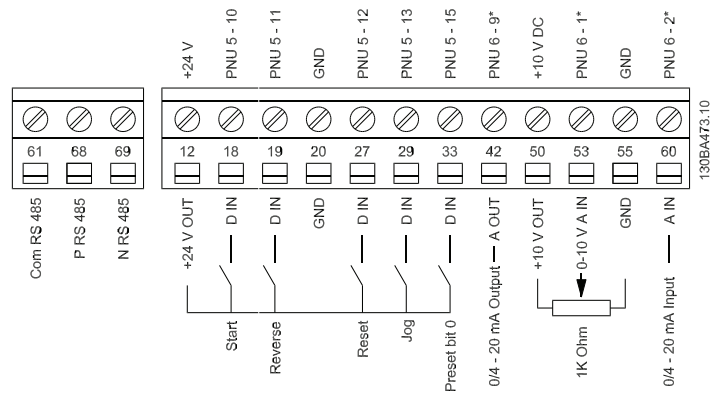 +24 V
PNU 5 - 10
PNU 5 - 11
GND
PNU 5 - 12
PNU 5 - 13
PNU 5 - 15
PNU 6 - 9*
+10 V DC
PNU 6 - 1*
GND
PNU 6 - 2*
61 68 69
12 18 19 20 27 29 33 42 50 53 55 60
130BA473.10
Com RS 485
P RS 485
N RS 485
+24 V OUT
D IN
D IN
GND
D IN
D IN
D IN
0/4 - 20 mA Output
A OUT
+10 V OUT
0-10 V A IN
GND
0/4 - 20 mA Input
A IN
Start
Reverse
Reset
Jog
Preset bit 0
1K Ohm